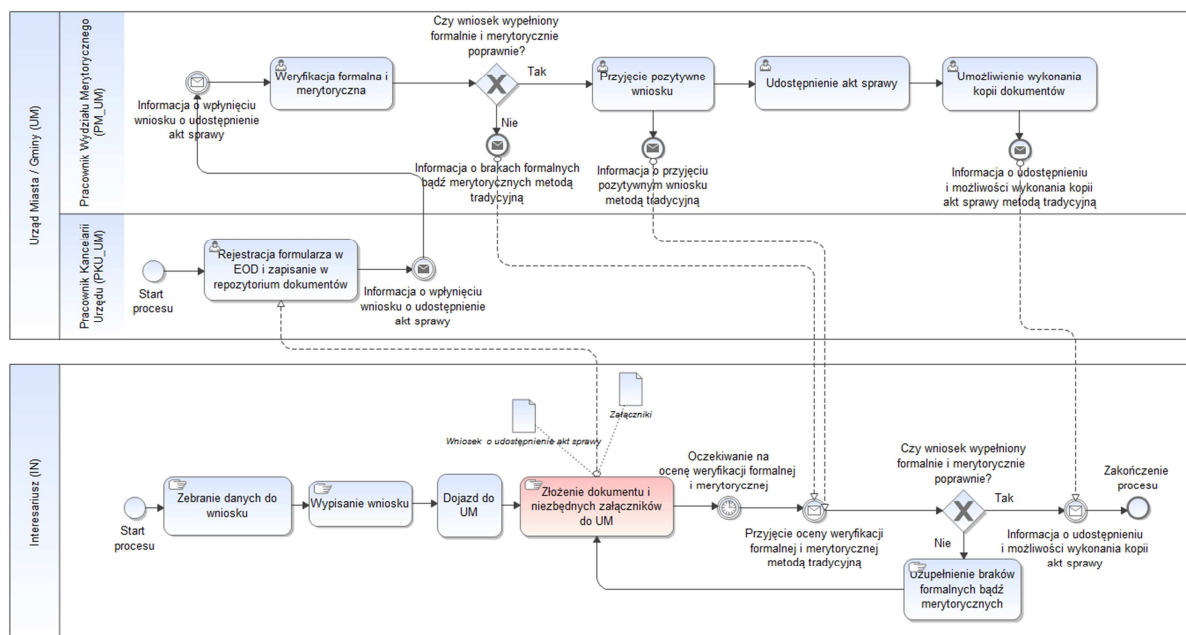 Urząd Miasta / Gminy (UM)
Pracownik Wydziału Merytorycznego
(PM_UM)
Informacja o wpłynięciu
wniosku o udostępnienie
akt sprawy
Weryfikacja formalna i
merytoryczna
Czy wniosek wypełniony
formalnie i merytorycznie
poprawnie?
Tak
Nie
Informacja o brakach formalnych
bądź merytorycznych metodą
tradycyjną
Przyjęcie pozytywne
wniosku
Informacja o przyjęciu
pozytywnym wniosku
metodą tradycyjną
Udostępnienie akt sprawy
Umożliwienie wykonania
kopii dokumentów
Informacja o udostępnieniu
i możliwości wykonania kopii
akt sprawy metodą tradycyjną
Pracownik Kancelarii
Urzędu (PKU_UM)
Start
procesu
Rejestracja formularza w
EOD i zapisanie w
repozytorium dokumentów
Informacja o wpłynięciu
wniosku o udostępnienie
akt sprawy
Interesariusz (IN)
Start
procesu
Zebranie danych do
wniosku
Wypisanie wniosku
Dojazd do
UM
Wniosek o udostępnienie akt sprawy
Załączniki
Złożenie dokumentu i
niezbędnych załączników
do UM
Oczekiwanie na
ocenę weryfikacji formalnej
i merytorycznej
Przyjęcie oceny weryfikacji
formalnej i merytorycznej
metodą tradycyjną
Czy wniosek wypełniony
formalnie i merytorycznie
poprawnie?
Tak
Nie
Uzupełnienie braków
formalnych bądź
merytorycznych
Informacja o udostępnieniu
i możliwości wykonania kopii
akt sprawy
Zakończenie
procesu